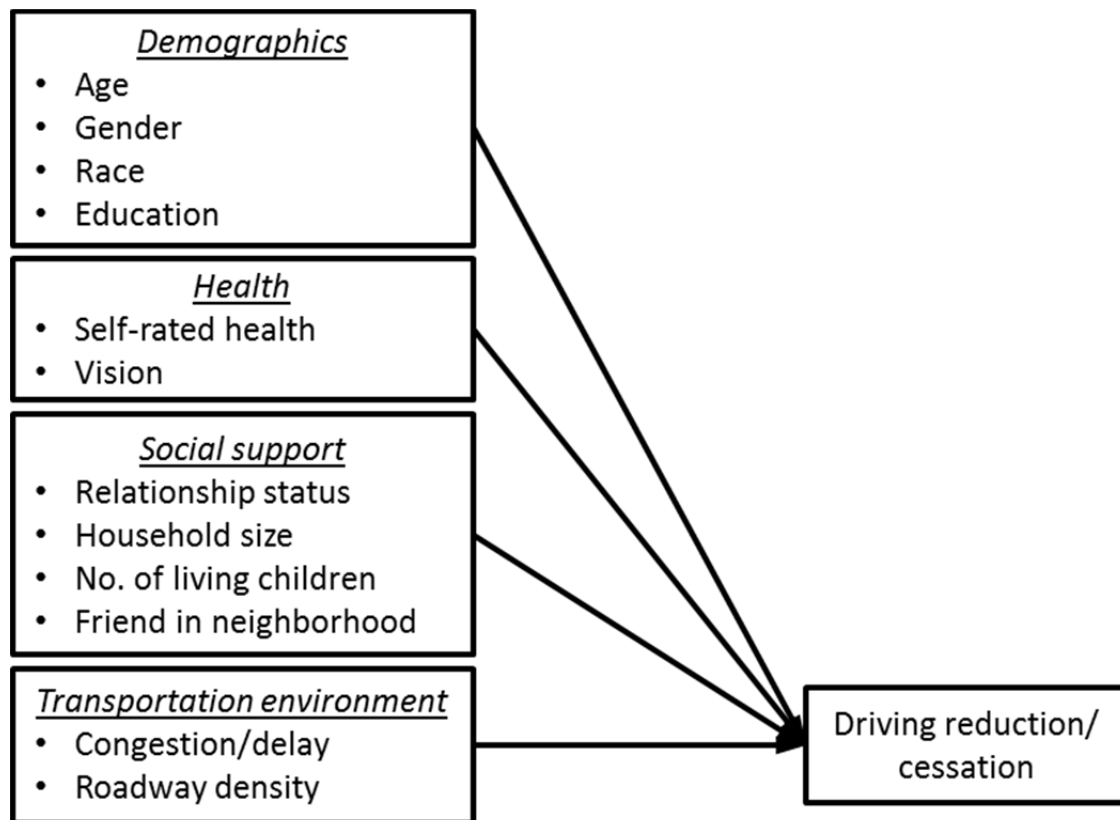 Demographics
• Age
• Gender
• Race
• Education
Health
• Self-rated health
• Vision
Social support
• Relationship status
• Household size
• No. of living children
• Friend in neighborhood
Transportation environment
• Congestion/delay
• Roadway density
Driving reduction/
cessation